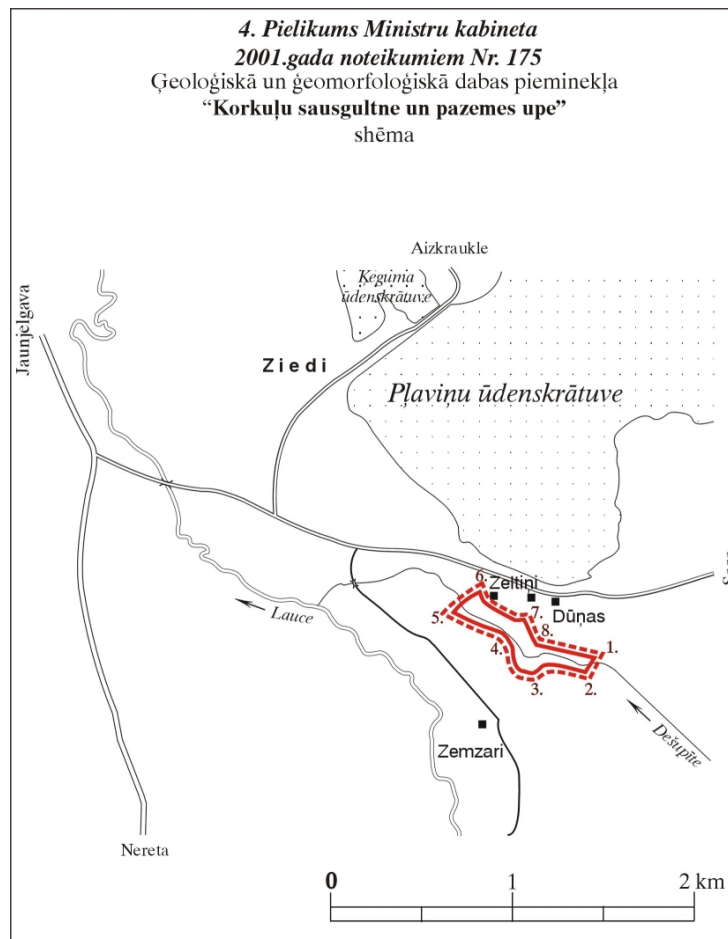 4. Pielikums Ministru kabineta
2001.gada noteikumiem Nr. 175
Ģeoloģiskā un ģeomorfoloģiskā dabas pieminekļa
“Korkuļu sausgultne un pazemes upe”
shēma
Aizkraukle
Ķeguma
ūdenskrātuve
Jaunjelgava
Ziedi
Pļaviņu ūdenskrātuve
6.
Zeltiņi
Lauce
5.
7.
Dūņas
8.
4.
1.
3.
2.
Zemzari
Dešupīte
Nereta
0
1
2 km